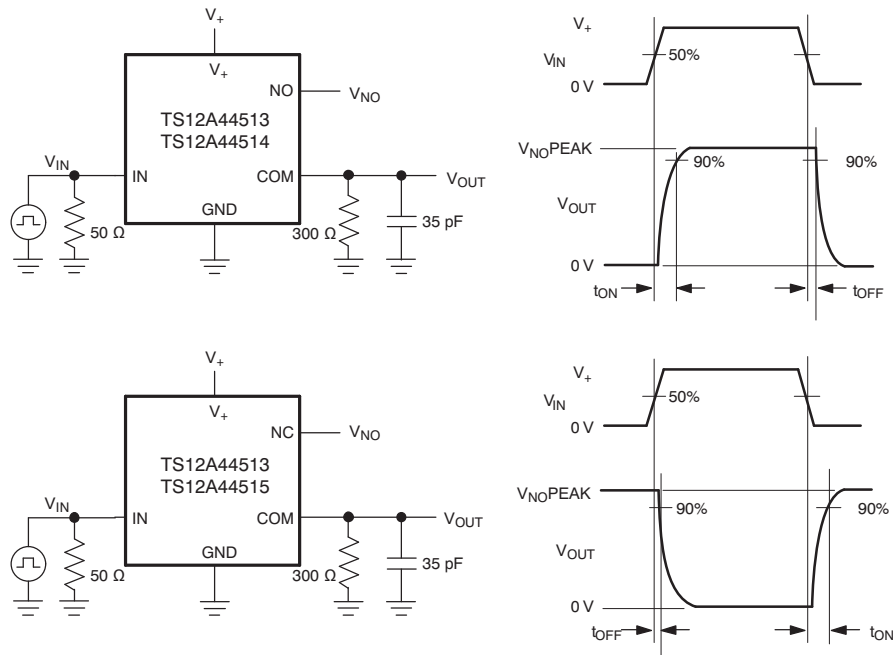 V+
V+
NO
VNO
TS12A44513
TS12A44514
VIN
IN
COM
VOUT
GND
50 Ω
300 Ω
35 pF
V+
VIN
50%
0 V
VNOPEAK
90%
90%
VOUT
0 V
tON
tOFF
V+
V+
NC
VNO
TS12A44513
TS12A44515
VIN
IN
COM
VOUT
GND
50 Ω
300 Ω
35 pF
V+
VIN
50%
0 V
VNOPEAK
90%
90%
VOUT
0 V
tOFF
tON